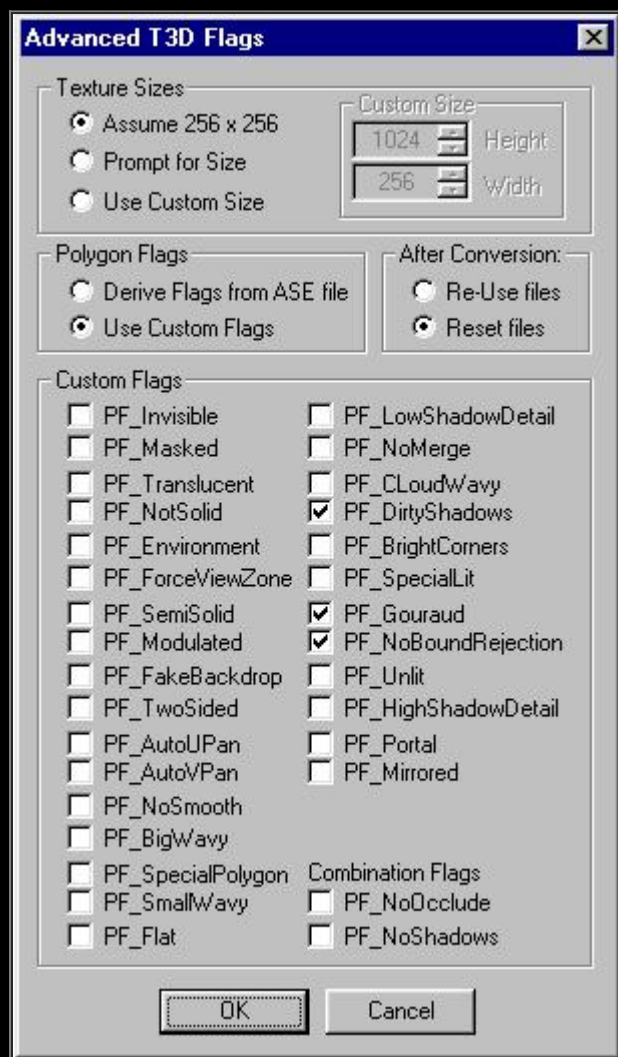 Advanced T3D Flags
Texture Sizes
Assume 256 x 256
Prompt for Size
Use Custom Size
Custom Size
1024 Height
256 Width
Polygon Flags
Derive Flags from ASE file
Use Custom Flags
After Conversion:
Re-Use files
Reset files
Custom Flags
PF_Invisible
PF_Masked
PF_Translucent
PF_NotSolid
PF_Environment
PF_ForceViewZone
PF_SemiSolid
PF_Modulated
PF_FakeBackdrop
PF_TwoSided
PF_AutoUPan
PF_AutoVPan
PF_NoSmooth
PF_BigWavy
PF_SpecialPolygon
PF_SmallWavy
PF_Flat
PF_LowShadowDetail
PF_NoMerge
PF_CLoudWavy
PF_DirtyShadows
PF_BrightCorners
PF_SpecialLit
PF_Gouraud
PF_NoBoundRejection
PF_Unlit
PF_HighShadowDetail
PF_Portal
PF_Mirrored
Combination Flags
PF_NoOcclude
PF_NoShadows
OK
Cancel